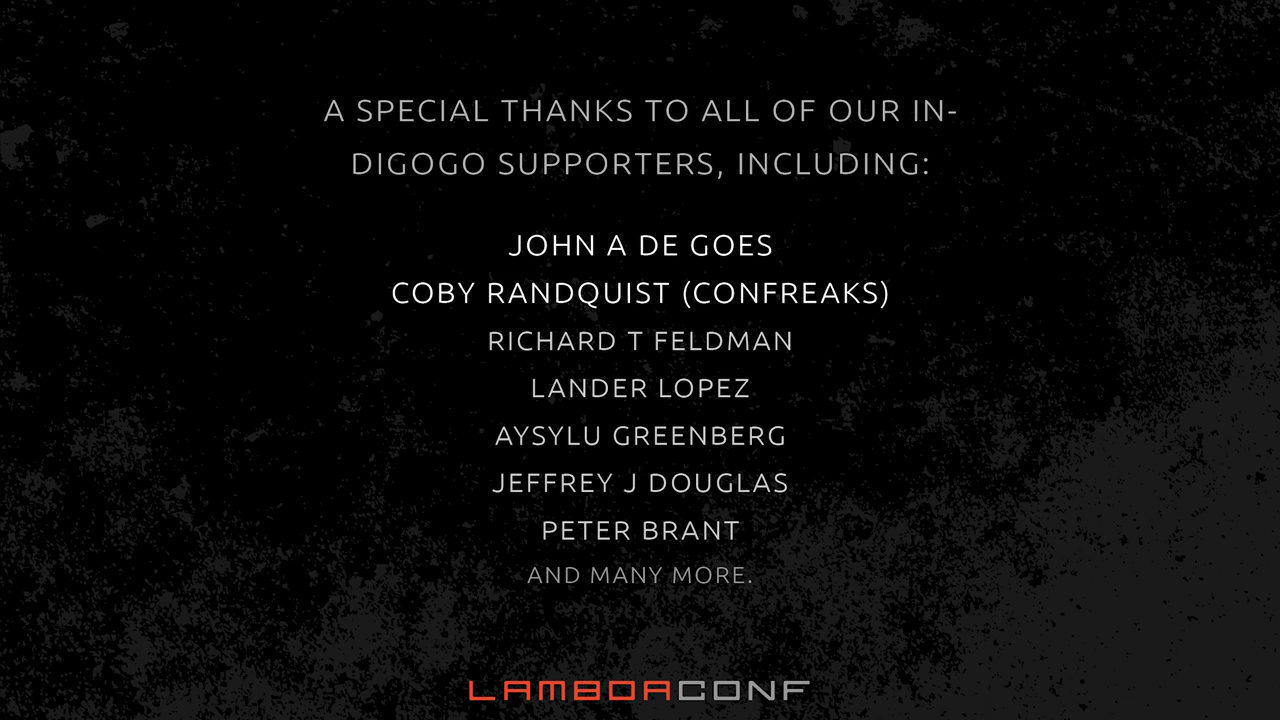 A SPECIAL THANKS TO ALL OF OUR IN-
DIGOGO SUPPORTERS, INCLUDING:
JOHN A DE GOES
COBY RANDQUIST (CONFREAKS)
RICHARD T FELDMAN
LANDER LOPEZ
AYSYLU GREENBERG
JEFFREY J DOUGLAS
PETER BRANT
AND MANY MORE.
LAMBDACONF